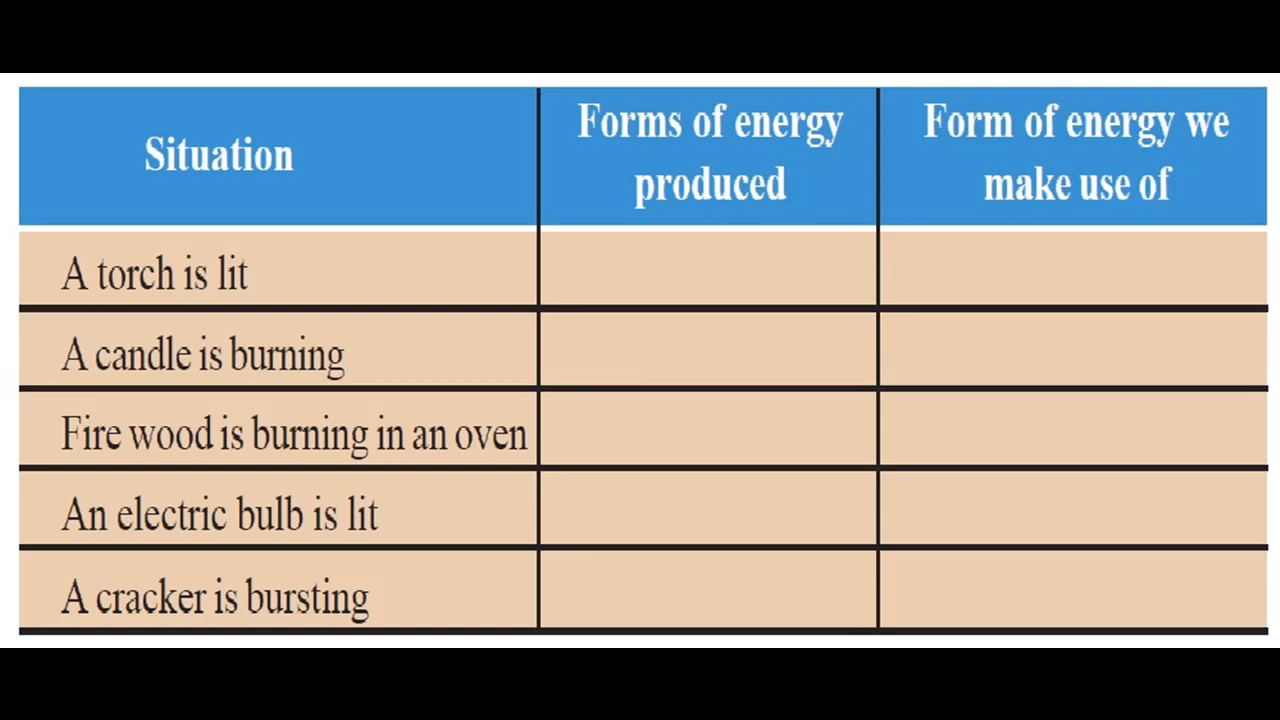 Situation
Forms of energy
produced
Form of energy we
make use of
A torch is lit
A candle is burning
Fire wood is burning in an oven
An electric bulb is lit
A cracker is bursting